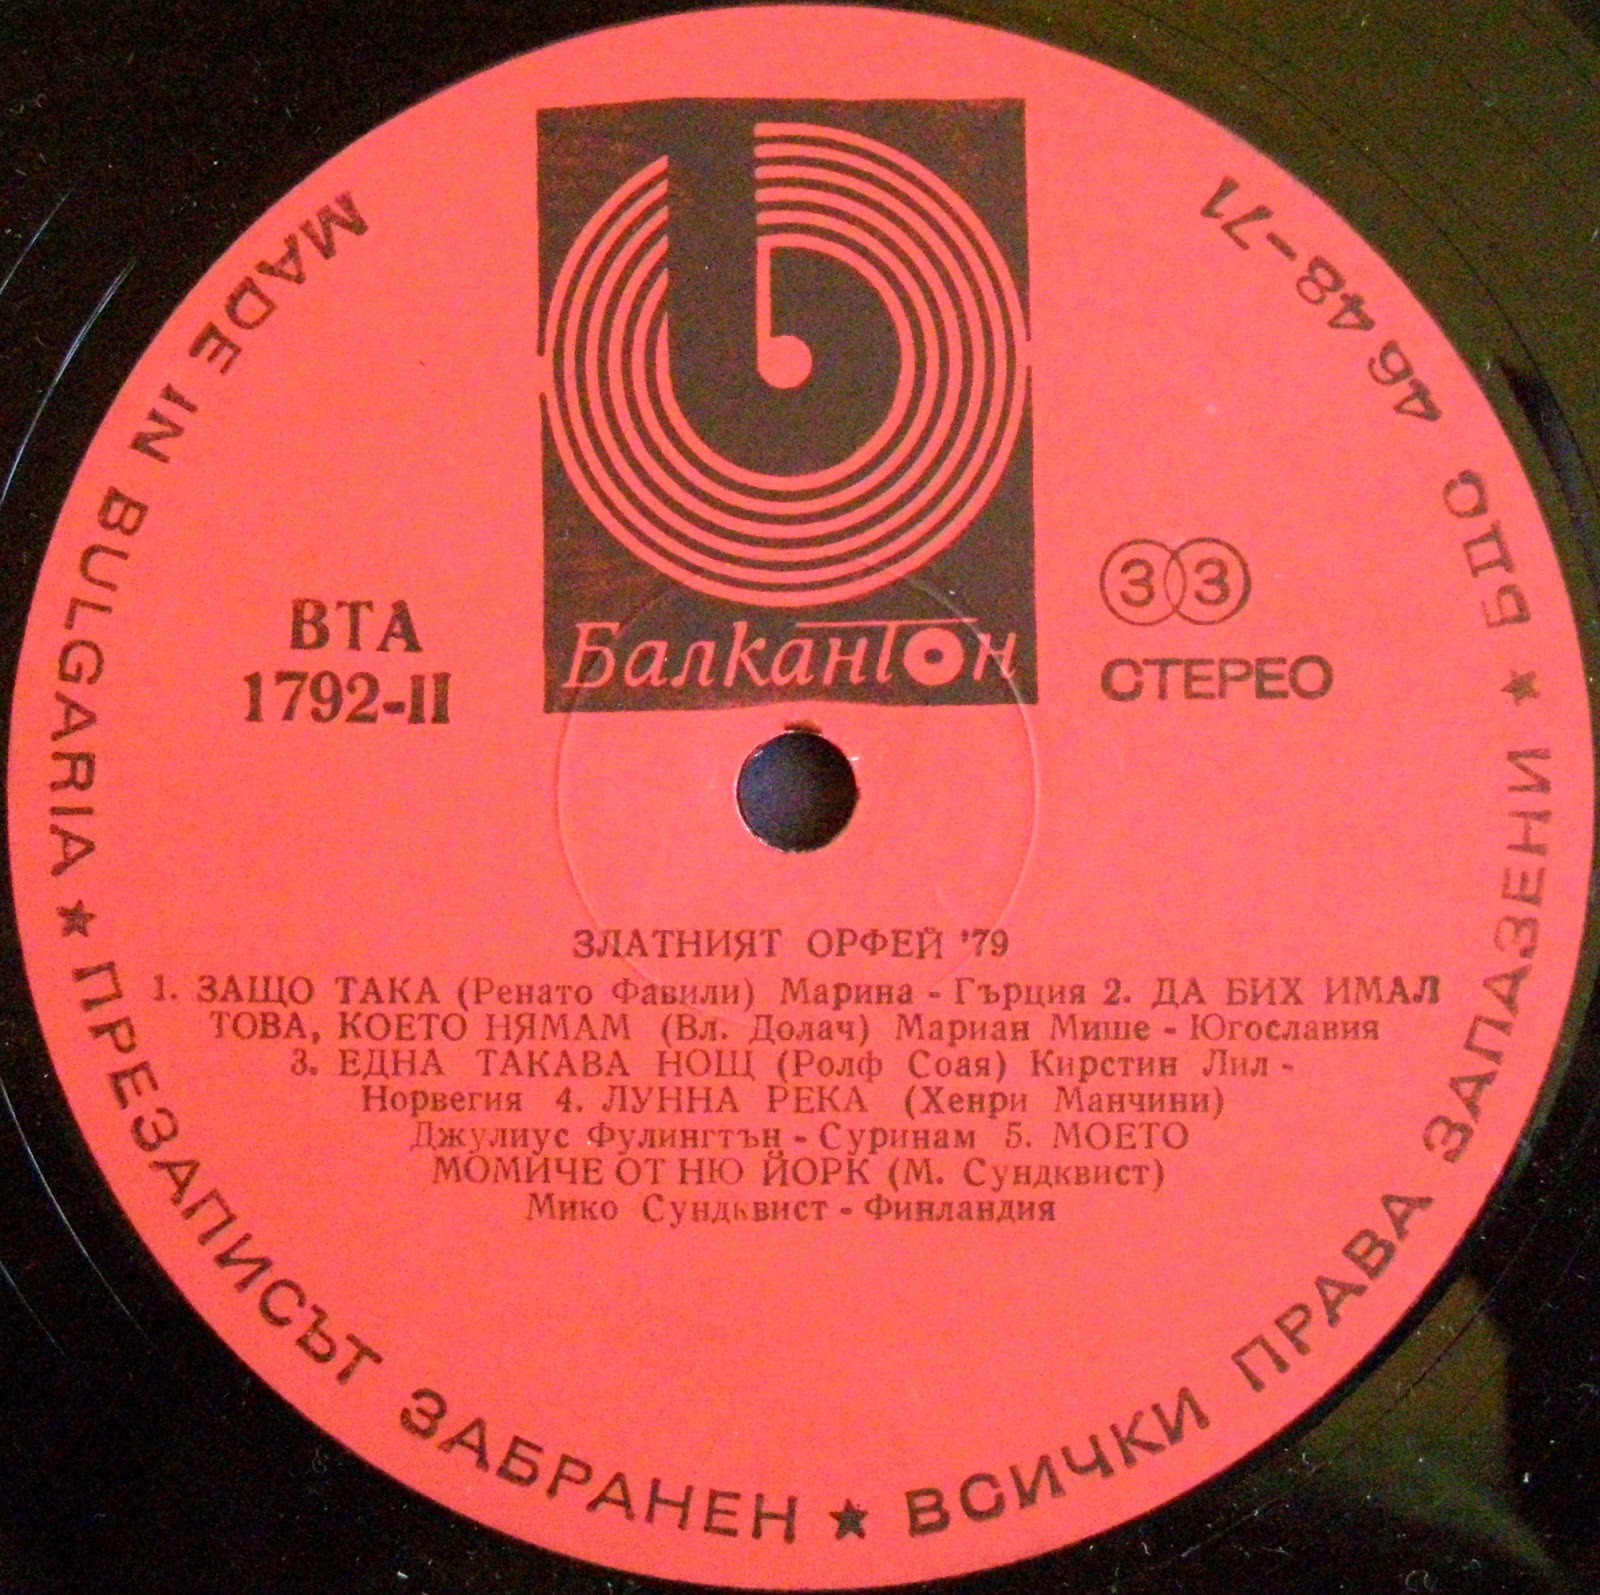 Балкантон
ВТА
1792-II
33
СТЕРЕО
ЗЛАТНИЯТ ОРФЕЙ '79
1. ЗАЩО ТАКА (Ренато Фавили) Марина - Гърция 2. ДА БИХ ИМАЛ
ТОВА, КОЕТО НЯМАМ (Вл. Долач) Мариан Мише - Югославия
3. ЕДНА ТАКАВА НОЩ (Ролф Соая) Кирстин Лил -
Норвегия 4. ЛУННА РЕКА (Хенри Манчини)
Джулиус Фулингтън - Суринам 5. МОЕТО
МОМИЧЕ ОТ НЮ ЙОРК (М. Сундквист)
Мико Сундквист - Финландия
MADE IN BULGARIA ★ ПРЕЗАПИСЪТ ЗАБРАНЕН ★ ВСИЧКИ ПРАВА ЗАПАЗЕНИ ★ БДС 4648-71